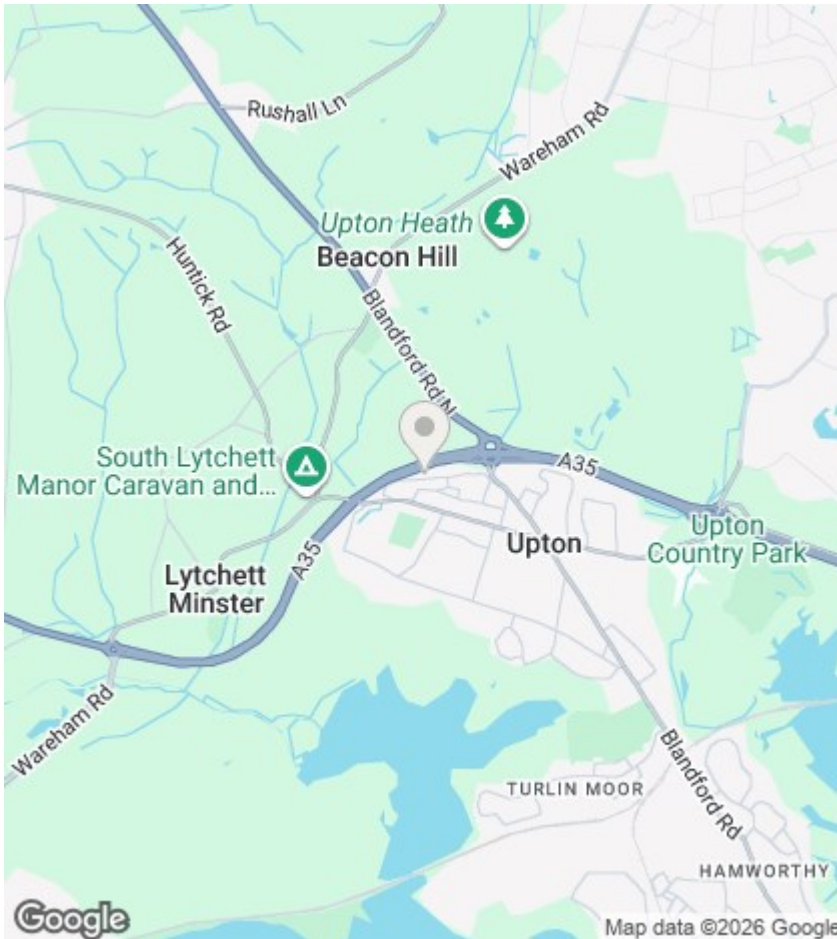 Rushall Ln
Wareham Rd
Upton Heath
Beacon Hill
Huntick Rd
Blandford Rd N
South Lytchett
Manor Caravan and...
A35
Upton
Upton
Country Park
A35
Lytchett
Minster
Wareham Rd
Blandford Rd
TURLIN MOOR
HAMWORTHY
Google
Map data ©2026 Google